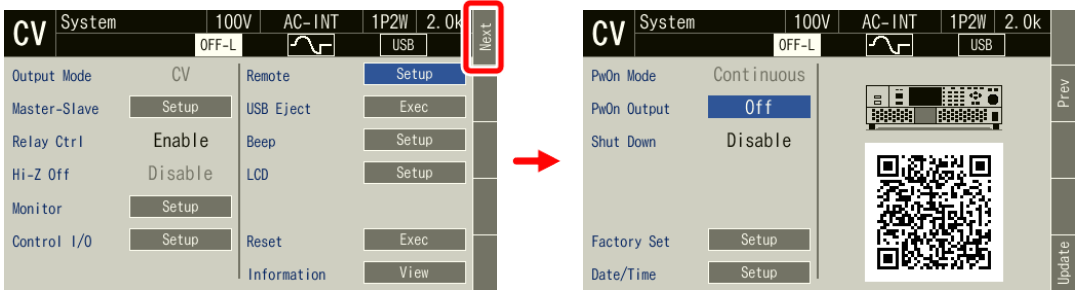 CV System 100V AC-INT 1P2W 2.0k
OFF-L USB
Next
Output Mode CV Remote Setup
Master-Slave Setup USB Eject Exec
Relay Ctrl Enable Beep Setup
Hi-Z Off Disable LCD Setup
Monitor Setup
Control I/O Setup Reset Exec
Information View
CV System 100V AC-INT 1P2W 2.0k
OFF-L USB
PwOn Mode Continuous
Prev
PwOn Output Off
Shut Down Disable
Factory Set Setup
Date/Time Setup
Update